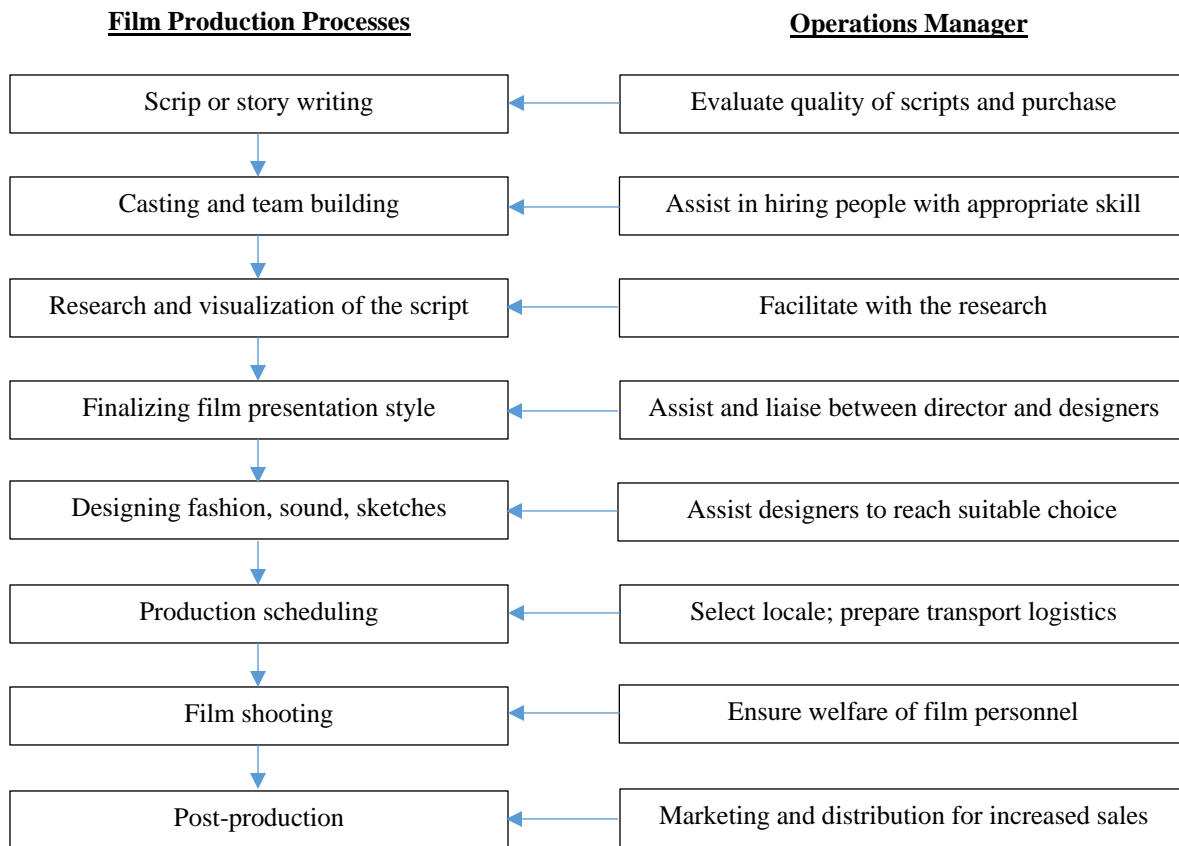 Film Production Processes
Operations Manager
Scrip or story writing
Evaluate quality of scripts and purchase
Casting and team building
Assist in hiring people with appropriate skill
Research and visualization of the script
Facilitate with the research
Finalizing film presentation style
Assist and liaise between director and designers
Designing fashion, sound, sketches
Assist designers to reach suitable choice
Production scheduling
Select locale; prepare transport logistics
Film shooting
Ensure welfare of film personnel
Post-production
Marketing and distribution for increased sales